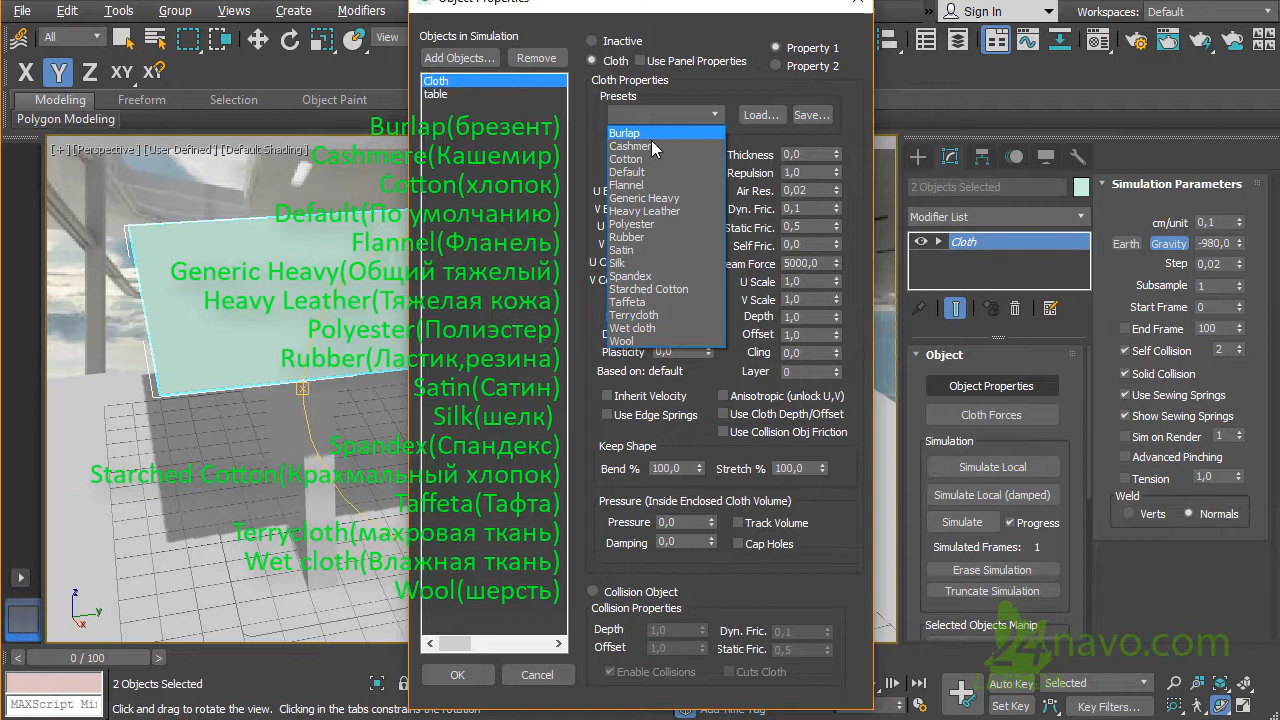 File
Edit
Tools
Group
Views
Create
Modifiers
Object Properties
Sign In
Workspaces: Default
All
View
X Y Z XY XY
Modeling
Freeform
Selection
Object Paint
Polygon Modeling
[+] [Perspective] [User Defined] [Default Shading]
Objects in Simulation
Add Objects...
Remove
Cloth
table
Inactive
Cloth
Use Panel Properties
Property 1
Property 2
Cloth Properties
Presets
Load...
Save...
Burlap
Cashmere
Cotton
Default
Flannel
Generic Heavy
Heavy Leather
Polyester
Rubber
Satin
Silk
Spandex
Starched Cotton
Taffeta
Terrycloth
Wet cloth
Wool
Burlap(брезент)
Cashmere(Кашемир)
Cotton(хлопок)
Default(По умолчанию)
Flannel(Фланель)
Generic Heavy(Общий тяжелый)
Heavy Leather(Тяжелая кожа)
Polyester(Полиэстер)
Rubber(Ластик,резина)
Satin(Сатин)
Silk(шелк)
Spandex(Спандекс)
Starched Cotton(Крахмальный хлопок)
Taffeta(Тафта)
Terrycloth(махровая ткань)
Wet cloth(Влажная ткань)
Wool(шерсть)
Thickness 0,0
Repulsion 1,0
Air Res. 0,02
Dyn. Fric. 0,1
Static Fric. 0,5
Self Fric. 0,0
eam Force 5000,0
U Scale 1,0
V Scale 1,0
Depth 1,0
Offset 1,0
Plasticity 0,0
Cling 0,0
Based on: default
Layer 0
Inherit Velocity
Anisotropic (unlock U,V)
Use Edge Springs
Use Cloth Depth/Offset
Use Collision Obj Friction
Keep Shape
Bend % 100,0
Stretch % 100,0
Pressure (Inside Enclosed Cloth Volume)
Pressure 0,0
Track Volume
Damping 0,0
Cap Holes
Collision Object
Collision Properties
Depth 1,0
Dyn. Fric. 0,1
Offset 1,0
Static Fric. 0,5
Enable Collisions
Cuts Cloth
OK
Cancel
2 Objects Selected
Modifier List
Cloth
Object
Object Properties
Cloth Forces
Simulation
Simulate Local
Simulate Local (damped)
Simulate
Progress
Simulated Frames: 1
Erase Simulation
Truncate Simulation
Selected Objects Manip
Simulation Parameters
cm/unit 0,1
Earth
Gravity -980,0
Step 0,02
Subsample 1
Start Frame 0
End Frame 100
Self Collision 2
Solid Collision
Use Sewing Springs
Show Sewing Springs
Sim on Render 1
Advanced Pinching
Tension 1,0
Weld
Verts
Normals
z
y
x
navo.com
0 / 100
2 Objects Selected
MAXScript Mi
Click and drag to rotate the view. Clicking in the tabs constrains the rotation
Add Time Tag
Auto Key
Selected
Set Key
Key Filters...